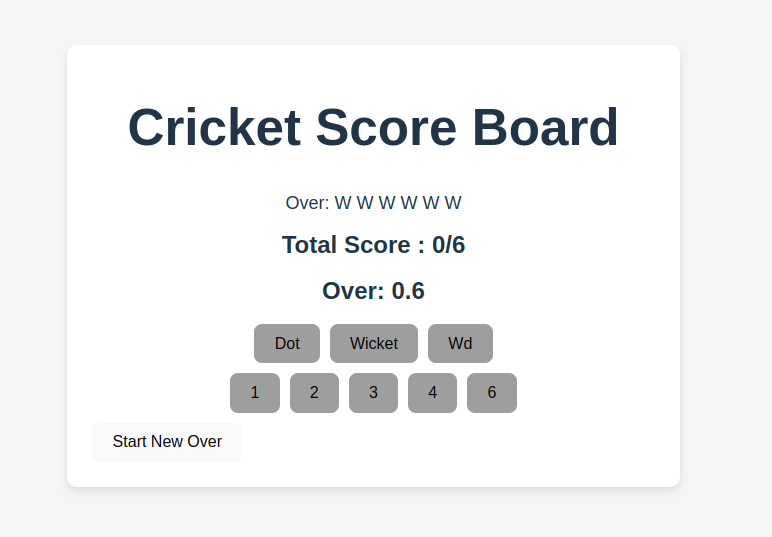 Cricket Score Board
Over: W W W W W W
Total Score : 0/6
Over: 0.6
Dot Wicket Wd
1 2 3 4 6
Start New Over